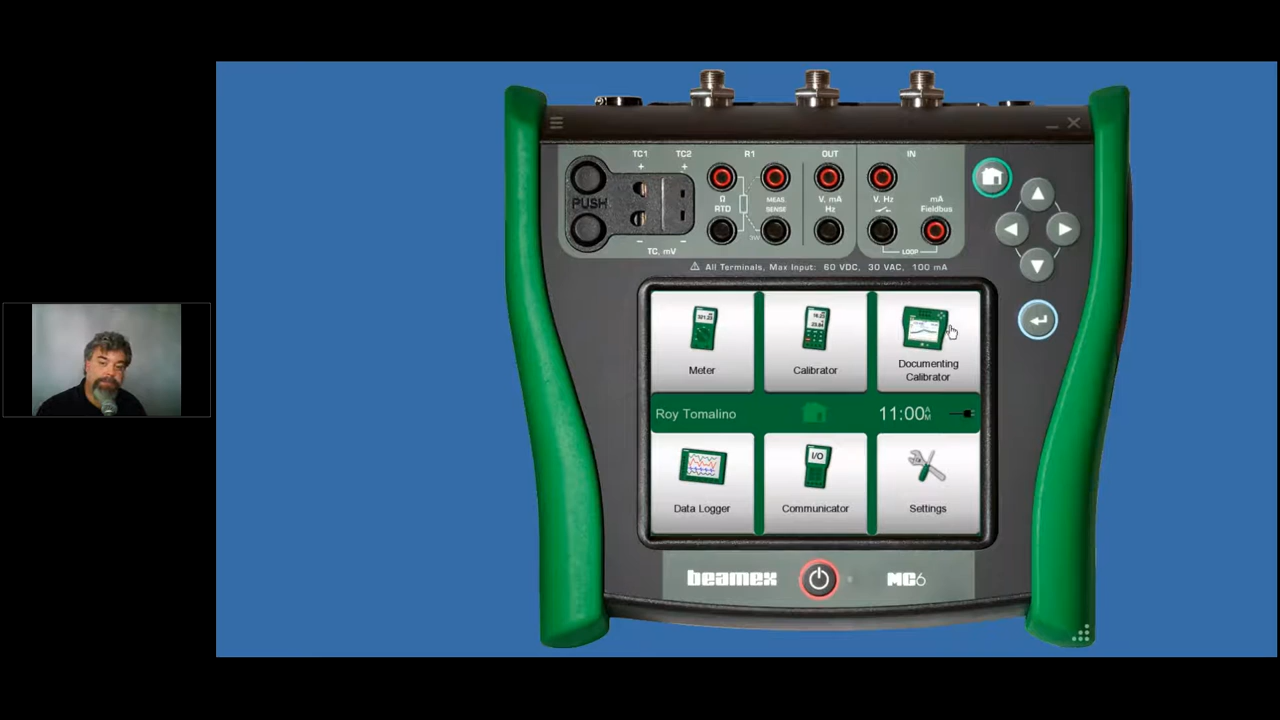 TC1 TC2 R1 OUT IN
+ +
PUSH
Ω
RTD
MEAS
SENSE
V, mA
Hz
V, Hz
mA
Fieldbus
3W
LOOP
− −
TC, mV
All Terminals, Max Input: 60 VDC, 30 VAC, 100 mA
Meter
Calibrator
Documenting
Calibrator
Roy Tomalino 11:00 AM
I/O
Data Logger
Communicator
Settings
beamex MC6